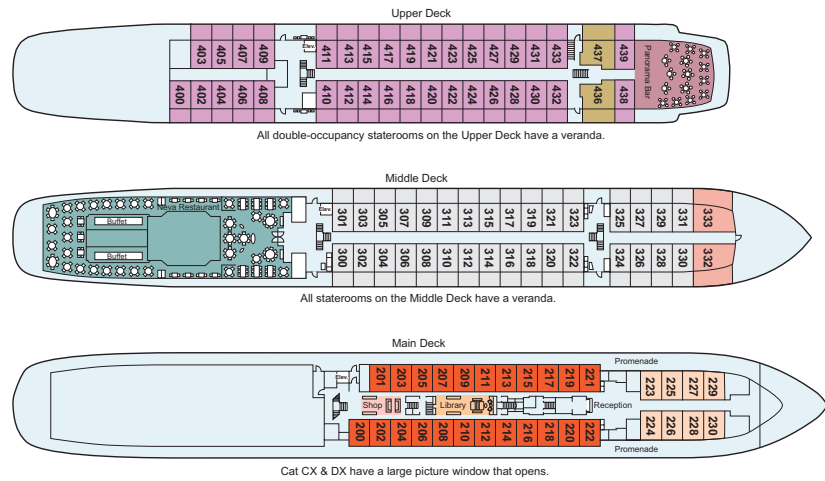 Upper Deck
403 405 407 409 Elev. 411 413 415 417 419 421 423 425 427 429 431 433 437 439
Panorama Bar
400 402 404 406 408 410 412 414 416 418 420 422 424 426 428 430 432 436 438
All double-occupancy staterooms on the Upper Deck have a veranda.
Middle Deck
Neva Restaurant
Elev. 301 303 305 307 309 311 313 315 317 319 321 323 325 327 329 331 333
Buffet
Buffet
300 302 304 306 308 310 312 314 316 318 320 322 324 326 328 330 332
All staterooms on the Middle Deck have a veranda.
Main Deck
Promenade
Elev. 201 203 205 207 209 211 213 215 217 219 221 223 225 227 229
Shop Library Reception
200 202 204 206 208 210 212 214 216 218 220 222 224 226 228 230
Promenade
Cat CX & DX have a large picture window that opens.